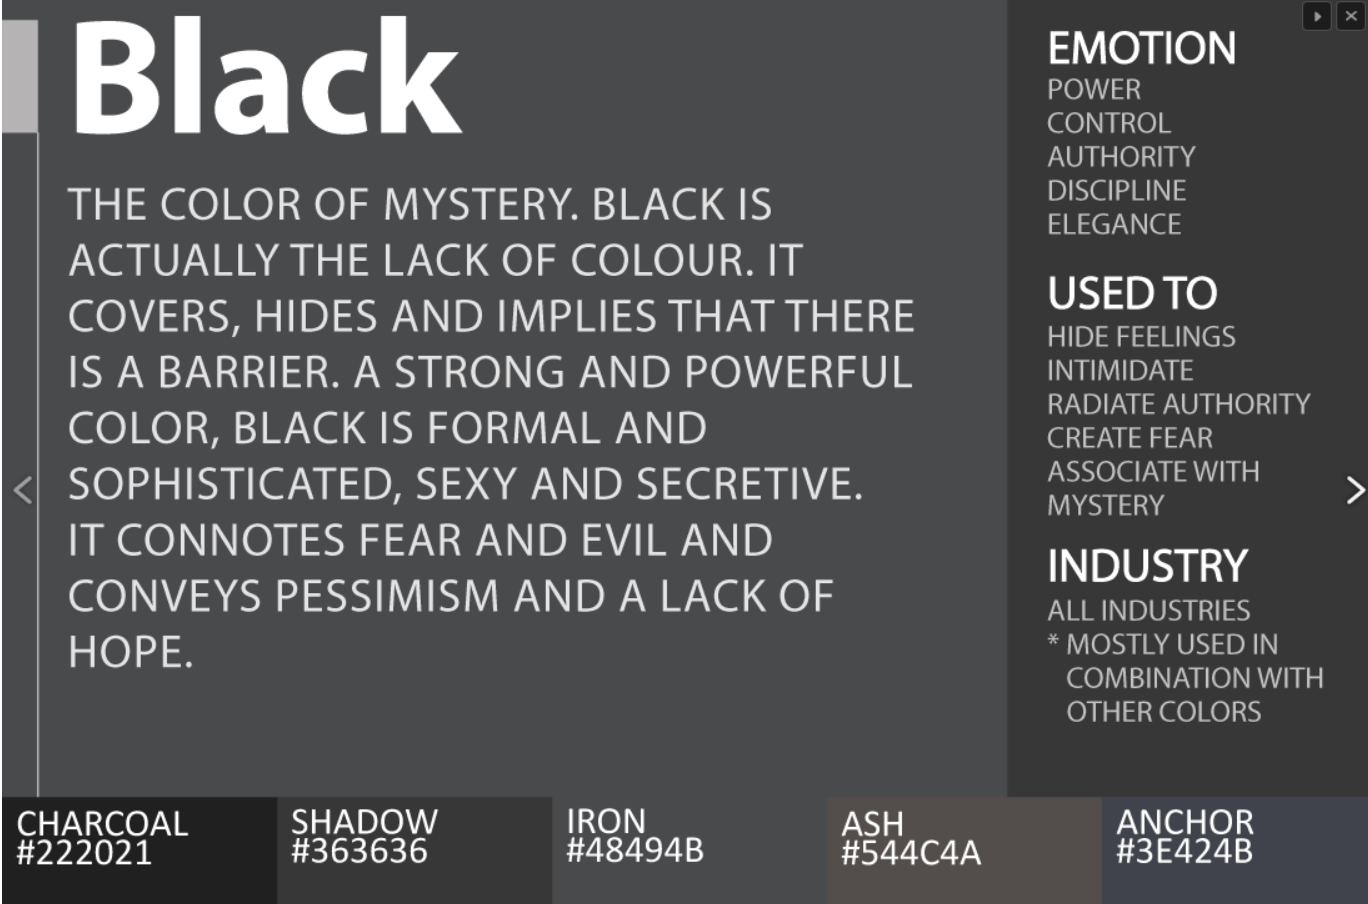 Black
THE COLOR OF MYSTERY. BLACK IS
ACTUALLY THE LACK OF COLOUR. IT
COVERS, HIDES AND IMPLIES THAT THERE
IS A BARRIER. A STRONG AND POWERFUL
COLOR, BLACK IS FORMAL AND
SOPHISTICATED, SEXY AND SECRETIVE.
IT CONNOTES FEAR AND EVIL AND
CONVEYS PESSIMISM AND A LACK OF
HOPE.
EMOTION
POWER
CONTROL
AUTHORITY
DISCIPLINE
ELEGANCE
USED TO
HIDE FEELINGS
INTIMIDATE
RADIATE AUTHORITY
CREATE FEAR
ASSOCIATE WITH
MYSTERY
INDUSTRY
ALL INDUSTRIES
* MOSTLY USED IN
COMBINATION WITH
OTHER COLORS
CHARCOAL
#222021
SHADOW
#363636
IRON
#48494B
ASH
#544C4A
ANCHOR
#3E424B